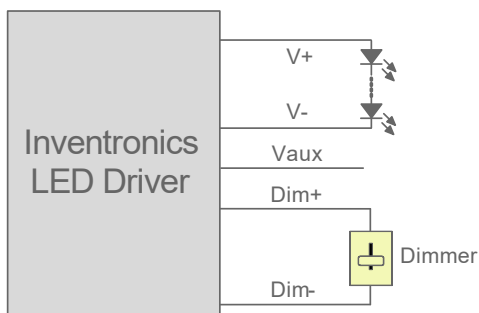 Inventronics
LED Driver
V+
V-
Vaux
Dim+
Dimmer
Dim-